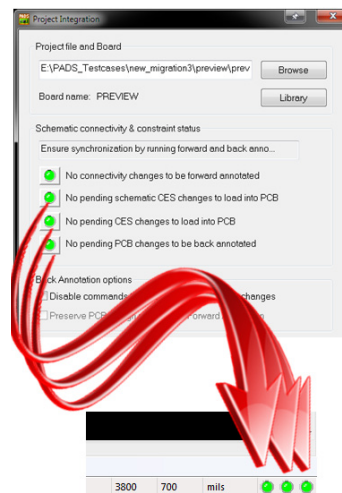 Project Integration
Project file and Board
E:\PADS_Testcases\new_migration3\preview\prev
Browse
Board name: PREVIEW
Library
Schematic connectivity & constraint status
Ensure synchronization by running forward and back anno...
No connectivity changes to be forward annotated
No pending schematic CES changes to load into PCB
No pending CES changes to load into PCB
No pending PCB changes to be back annotated
Back Annotation options
Disable commands changes
Preserve PCB Forward
3800 700 mils